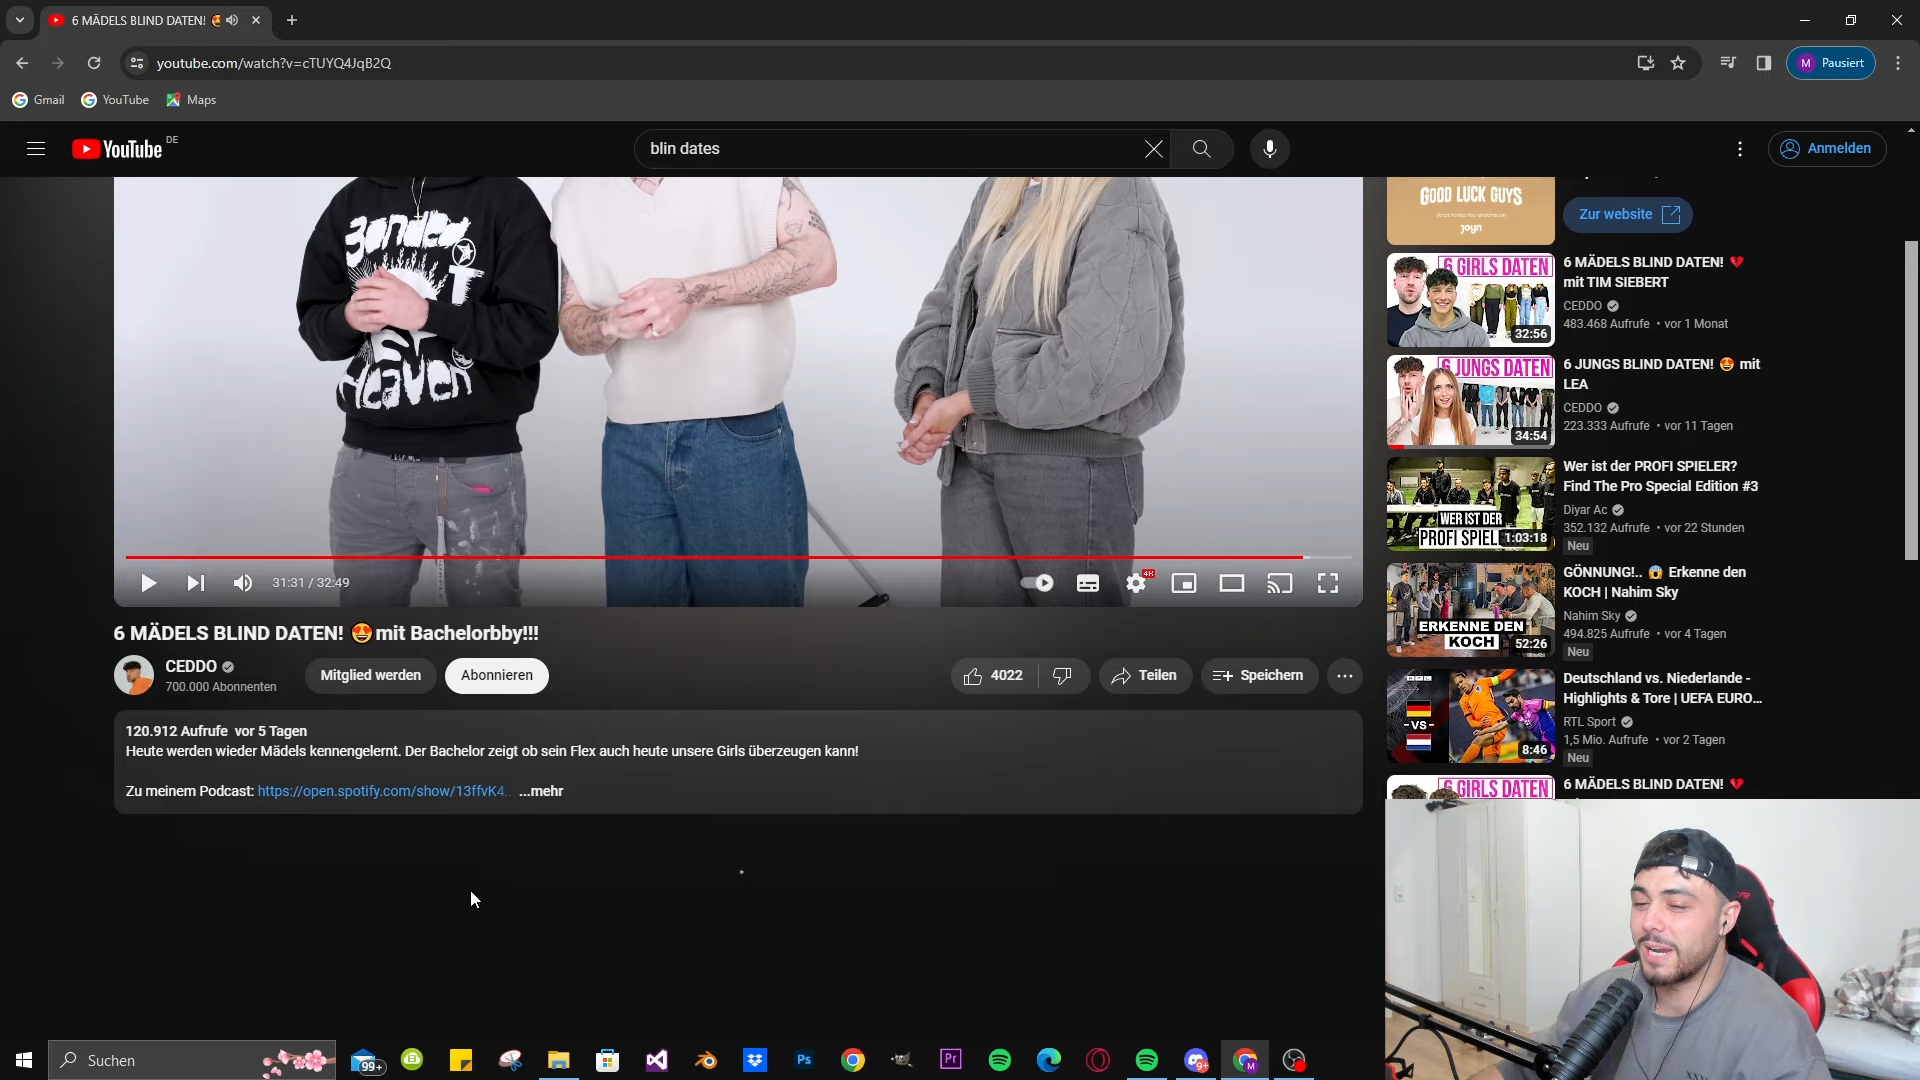 6 MÄDELS BLIND DATEN! 🤩
youtube.com/watch?v=cTUYQ4JqB2Q
M Pausiert
Gmail YouTube Maps
YouTube DE
blin dates
Anmelden
Bonded
Heaven
31:31 / 32:49
4K
6 MÄDELS BLIND DATEN! 🤩mit Bachelorbby!!!
CEDDO
700.000 Abonnenten
Mitglied werden
Abonnieren
4022
Teilen
Speichern
120.912 Aufrufe vor 5 Tagen
Heute werden wieder Mädels kennengelernt. Der Bachelor zeigt ob sein Flex auch heute unsere Girls überzeugen kann!
Zu meinem Podcast: https://open.spotify.com/show/13ffvK4... ...mehr
GOOD LUCK GUYS
joyn
Zur website
6 GIRLS DATEN
32:56
6 MÄDELS BLIND DATEN! 💔
mit TIM SIEBERT
CEDDO
483.468 Aufrufe • vor 1 Monat
6 JUNGS DATEN
34:54
6 JUNGS BLIND DATEN! 🤩 mit
LEA
CEDDO
223.333 Aufrufe • vor 11 Tagen
WER IST DER
PROFI SPIEL
1:03:18
Wer ist der PROFI SPIELER?
Find The Pro Special Edition #3
Diyar Ac
352.132 Aufrufe • vor 22 Stunden
Neu
ERKENNE DEN
KOCH
52:26
GÖNNUNG!.. 😱 Erkenne den
KOCH | Nahim Sky
Nahim Sky
494.825 Aufrufe • vor 4 Tagen
Neu
RTL
-VS-
8:46
Deutschland vs. Niederlande -
Highlights & Tore | UEFA EURO...
RTL Sport
1,5 Mio. Aufrufe • vor 2 Tagen
Neu
6 GIRLS DATEN
6 MÄDELS BLIND DATEN! 💔
Suchen
99+
Ps
Pr
9+
M